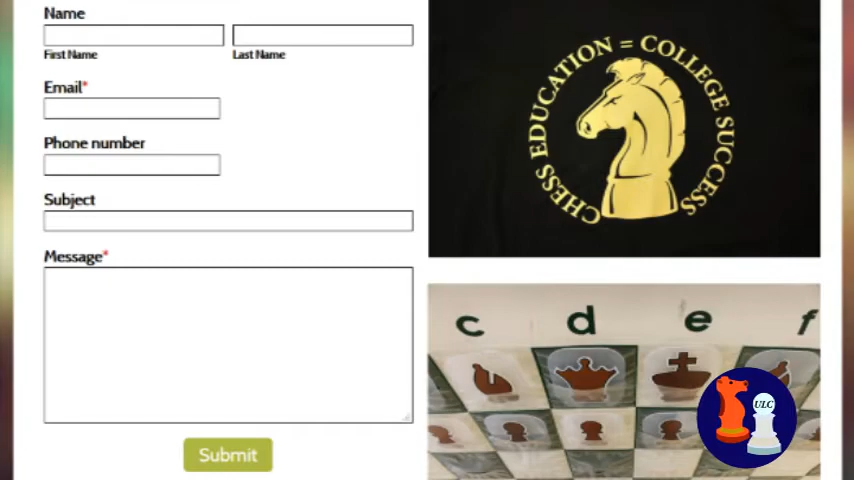 Name
First Name
Last Name
Email*
Phone number
Subject
Message*
Submit
CHESS EDUCATION = COLLEGE SUCCESS
c d e f
ULC